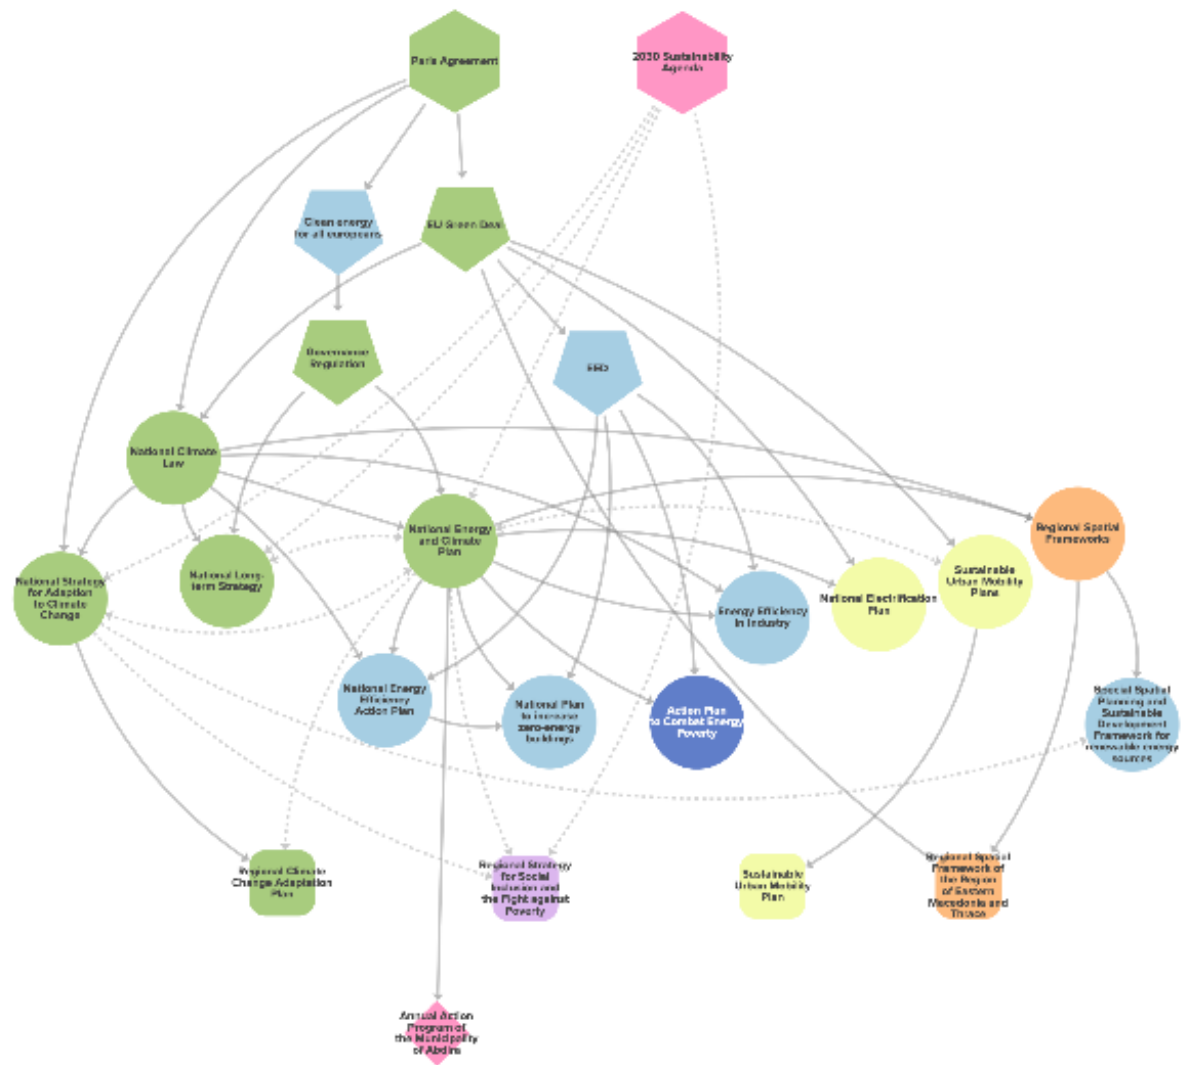 Paris Agreement
2030 Sustainability
Agenda
Clean energy
for all europeans
EU Green Deal
Governance
Regulation
EED
National Climate
Law
National Energy
and Climate
Plan
Regional Spatial
Frameworks
National Strategy
for Adaption
to Climate
Change
National Long-
term Strategy
Energy Efficiency
in Industry
National Electrification
Plan
Sustainable
Urban Mobility
Plans
National Energy
Efficiency
Action Plan
National Plan
to increase
zero-energy
buildings
Action Plan
to Combat Energy
Poverty
Special Spatial
Planning and
Sustainable
Development
Framework for
renewable energy
sources
Regional Climate
Change Adaptation
Plan
Regional Strategy
for Social
Inclusion and
the Fight against
Poverty
Sustainable
Urban Mobility
Plan
Regional Spatial
Framework of
the Region
of Eastern
Macedonia and
Thrace
Annual Action
Program of
the Municipality
of Abdira